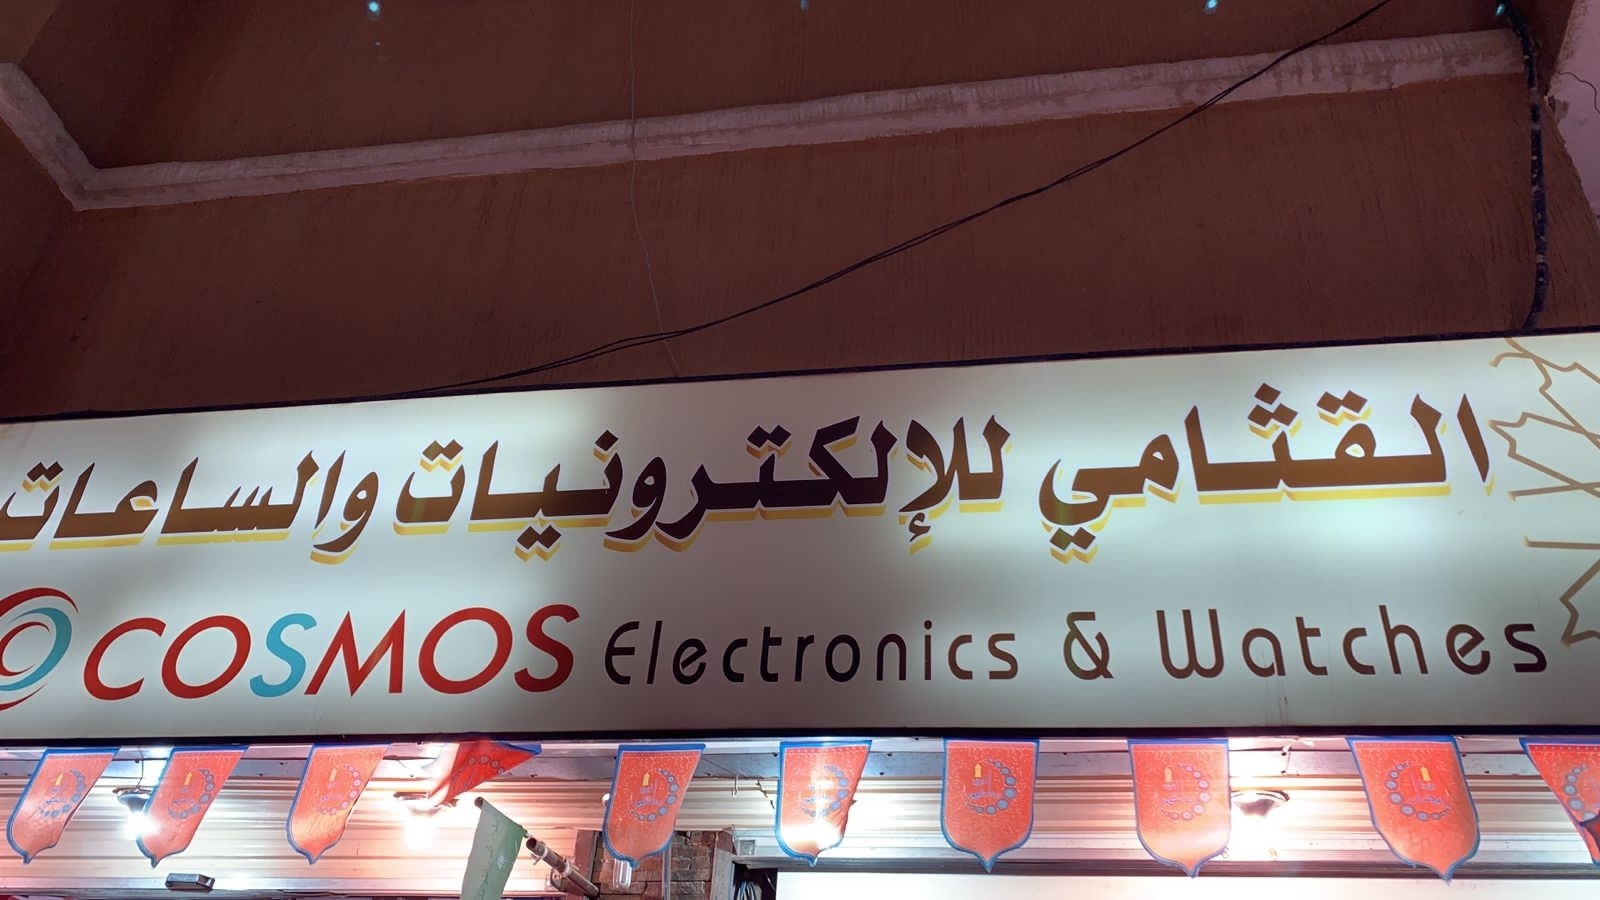 القثامي للإلكترونيات والساعات
COSMOS Electronics & Watches